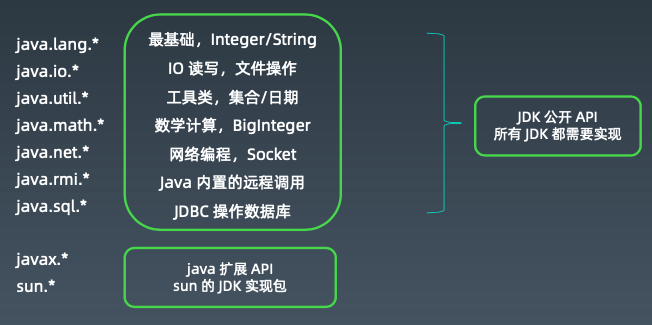 java.lang.* 最基础，Integer/String
java.io.* IO 读写，文件操作
java.util.* 工具类，集合/日期
java.math.* 数学计算，BigInteger
java.net.* 网络编程，Socket
java.rmi.* Java 内置的远程调用
java.sql.* JDBC 操作数据库
JDK 公开 API
所有 JDK 都需要实现
javax.* java 扩展 API
sun.* sun 的 JDK 实现包